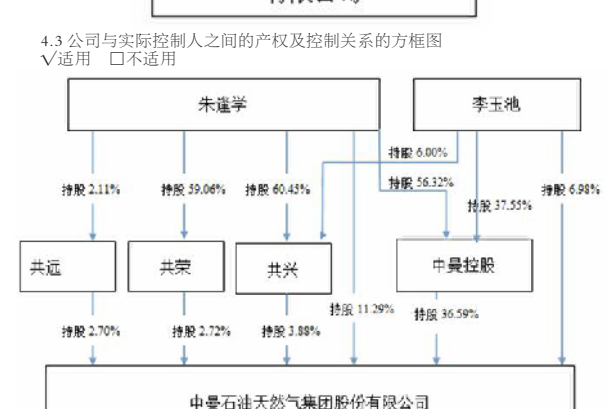 4.3 公司与实际控制人之间的产权及控制关系的方框图
√适用 □不适用
朱逢学
李玉池
持股 6.00%
持股 2.11%
持股 59.06%
持股 60.45%
持股 56.32%
持股 37.55%
持股 6.98%
共远
共荣
共兴
中曼控股
持股 2.70%
持股 2.72%
持股 3.88%
持股 11.29%
持股 36.59%
中曼石油天然气集团股份有限公司